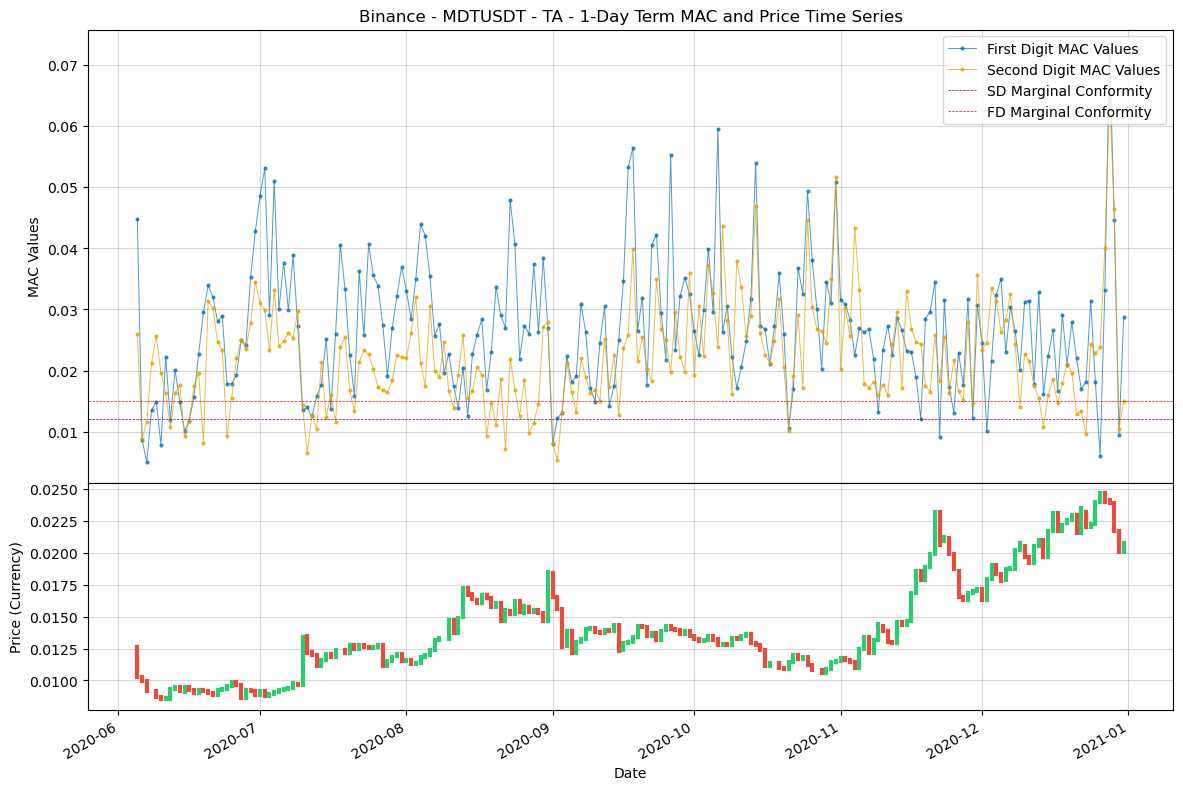 Binance - MDTUSDT - TA - 1-Day Term MAC and Price Time Series
First Digit MAC Values
Second Digit MAC Values
SD Marginal Conformity
FD Marginal Conformity
MAC Values
0.07
0.06
0.05
0.04
0.03
0.02
0.01
Price (Currency)
0.0250
0.0225
0.0200
0.0175
0.0150
0.0125
0.0100
2020-06
2020-07
2020-08
2020-09
2020-10
2020-11
2020-12
2021-01
Date